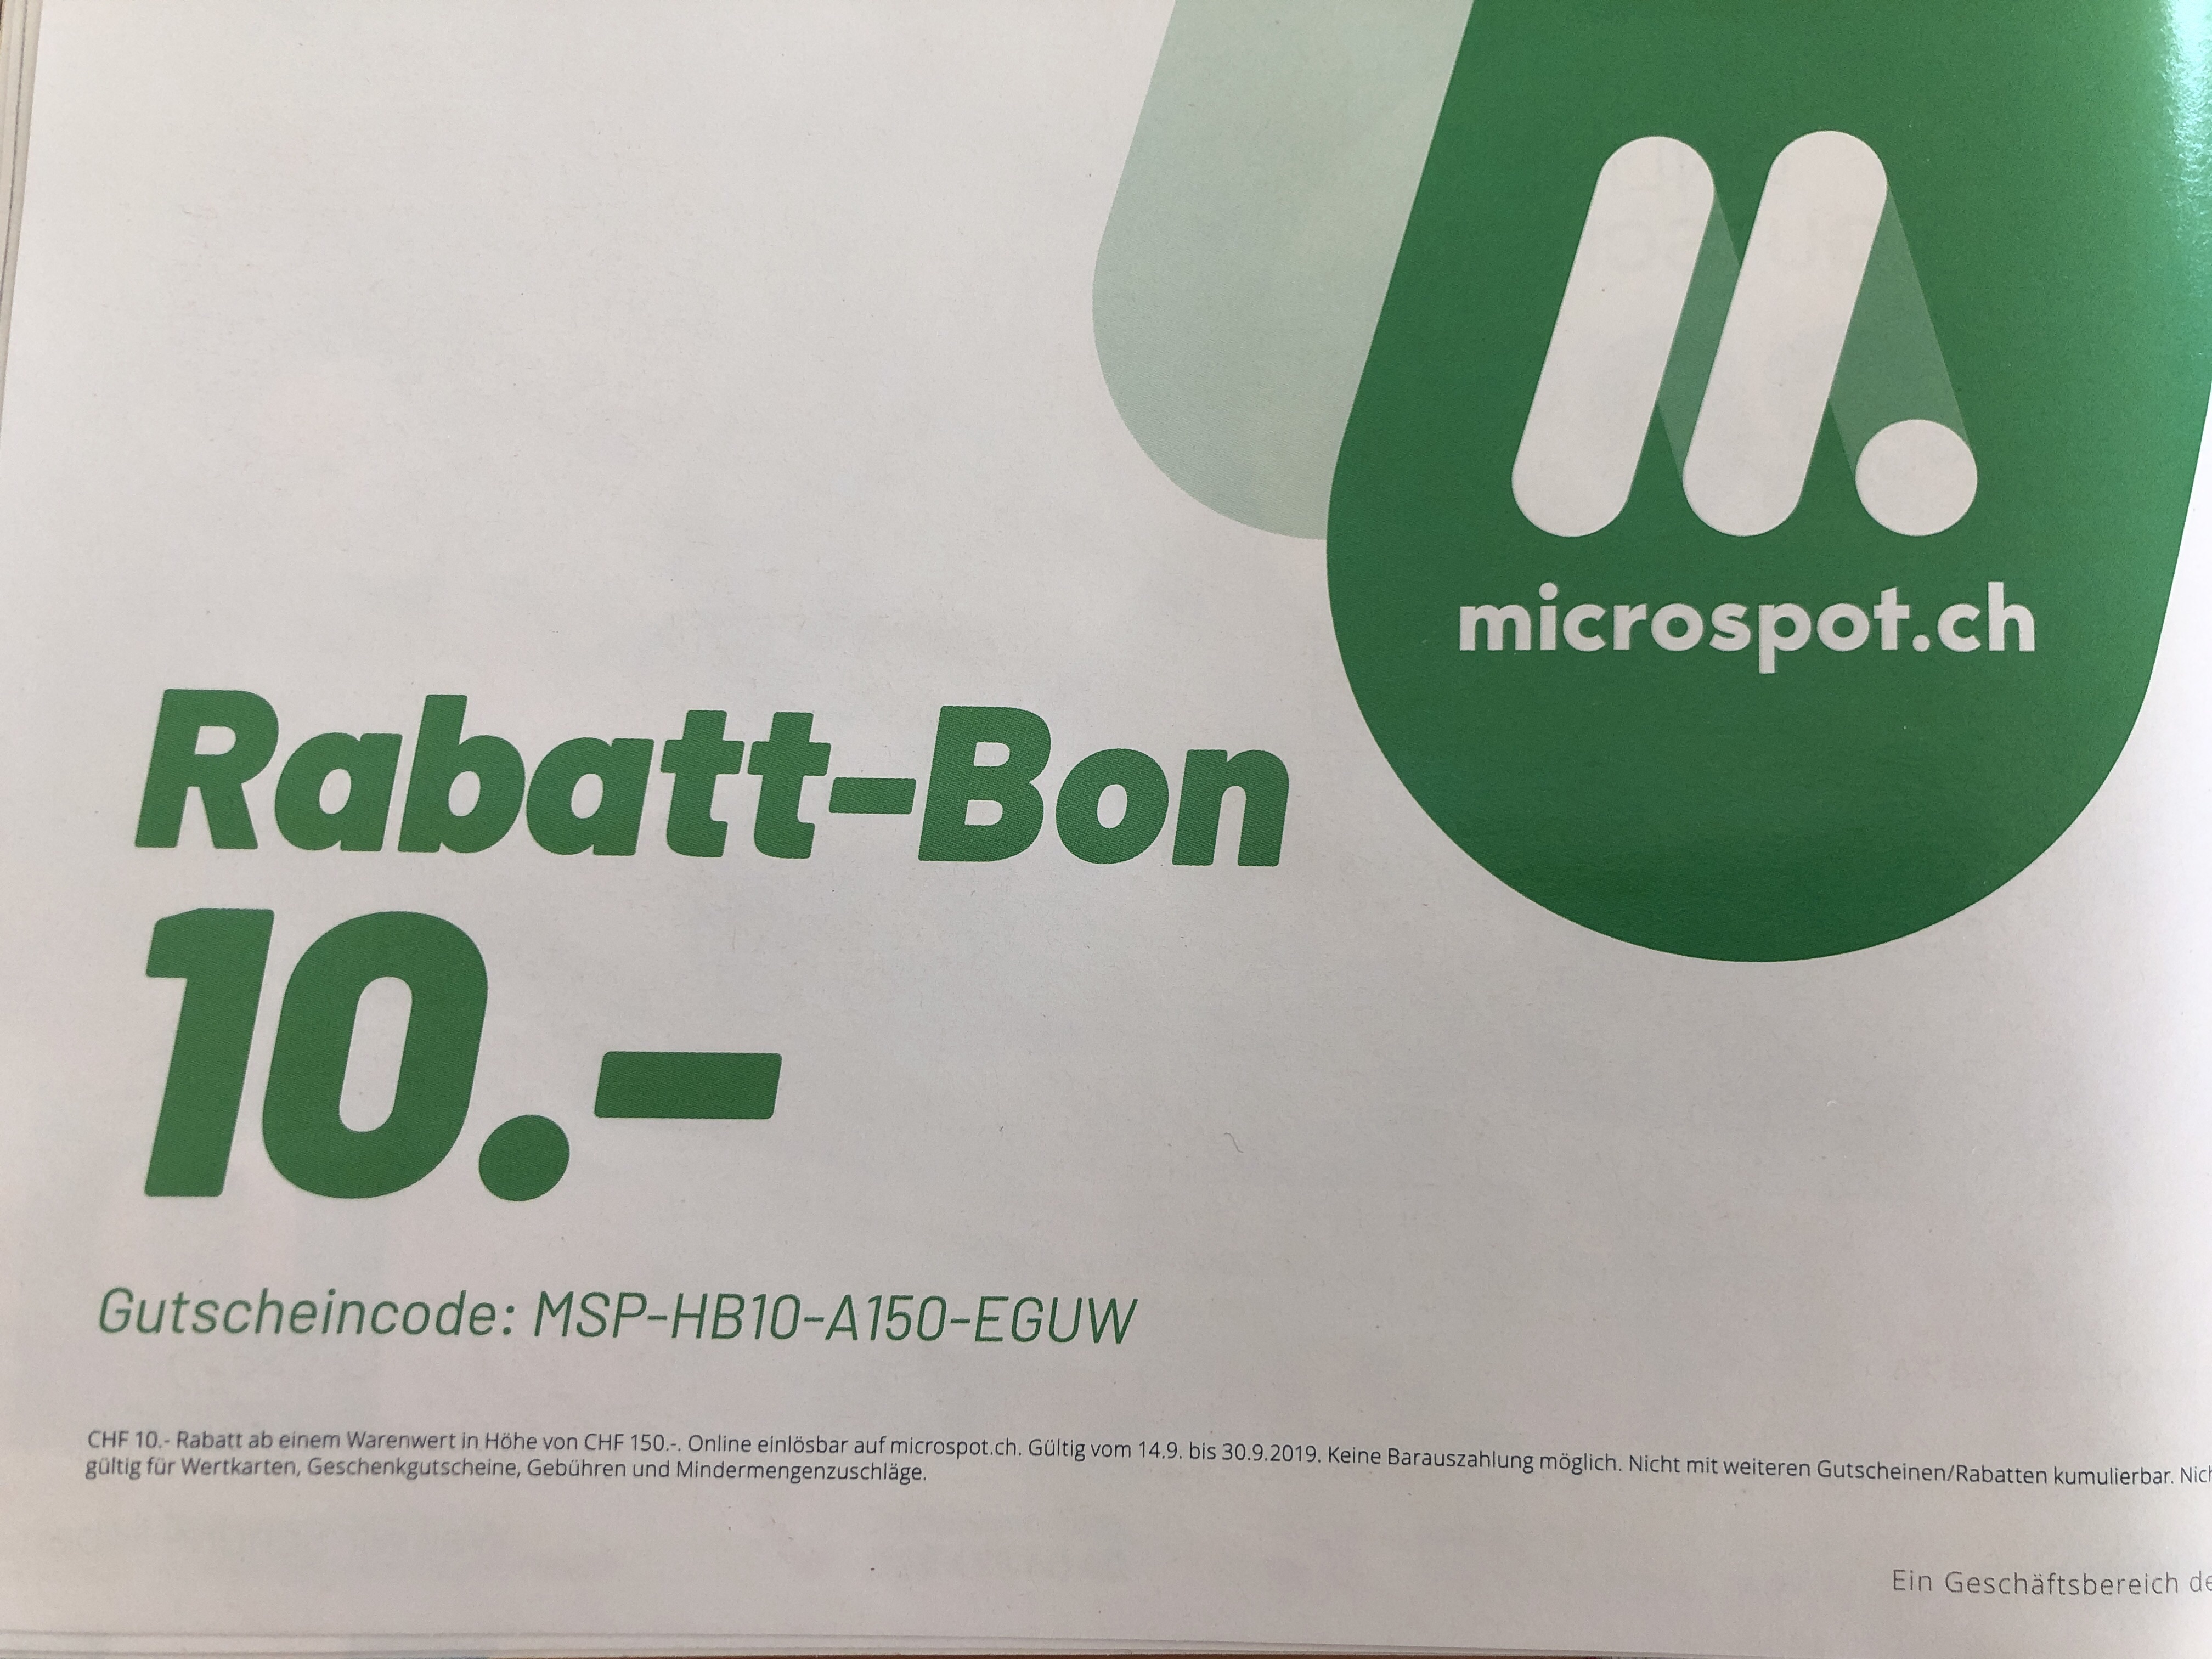 microspot.ch
Rabatt-Bon
10.-
Gutscheincode: MSP-HB10-A150-EGUW
CHF 10.- Rabatt ab einem Warenwert in Höhe von CHF 150.-. Online einlösbar auf microspot.ch. Gültig vom 14.9. bis 30.9.2019. Keine Barauszahlung möglich. Nicht mit weiteren Gutscheinen/Rabatten kumulierbar.
gültig für Wertkarten, Geschenkgutscheine, Gebühren und Mindermengenzuschläge.
Ein Geschäftsbereich